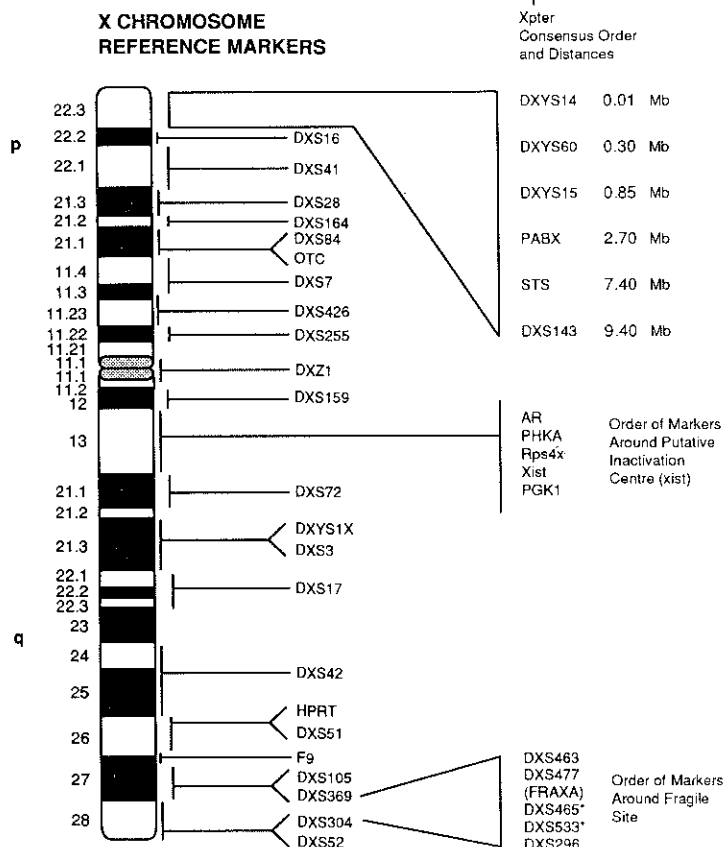 X CHROMOSOME
REFERENCE MARKERS
Xpter
Consensus Order
and Distances
p
22.3
22.2
22.1
21.3
21.2
21.1
11.4
11.3
11.23
11.22
11.21
11.1
11.1
11.2
12
13
21.1
21.2
21.3
22.1
22.2
22.3
23
q
24
25
26
27
28
DXS16
DXS41
DXS28
DXS164
DXS84
OTC
DXS7
DXS426
DXS255
DXZ1
DXS159
DXS72
DXYS1X
DXS3
DXS17
DXS42
HPRT
DXS51
F9
DXS105
DXS369
DXS304
DXS52
DXYS14 0.01 Mb
DXYS60 0.30 Mb
DXYS15 0.85 Mb
PABX 2.70 Mb
STS 7.40 Mb
DXS143 9.40 Mb
AR
PHKA
Rps4x
Xist
PGK1
Order of Markers
Around Putative
Inactivation
Centre (xist)
DXS463
DXS477
(FRAXA)
DXS465*
DXS533*
DXS296
Order of Markers
Around Fragile
Site